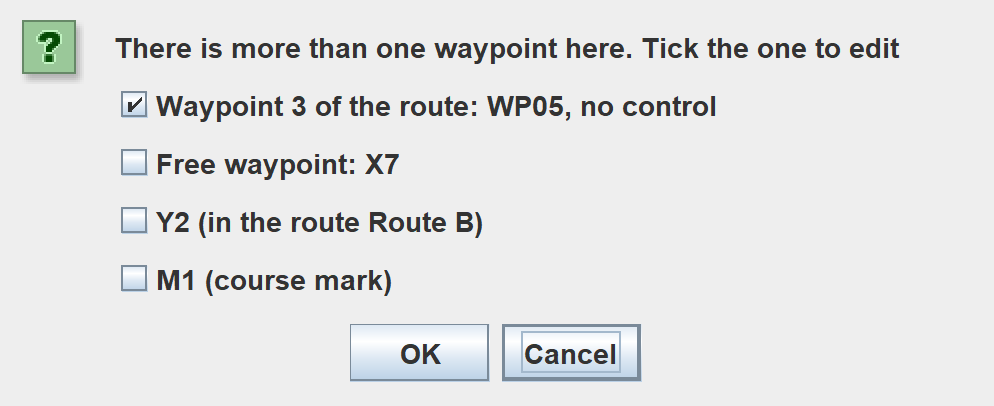 There is more than one waypoint here. Tick the one to edit
Waypoint 3 of the route: WP05, no control
Free waypoint: X7
Y2 (in the route Route B)
M1 (course mark)
OK
Cancel